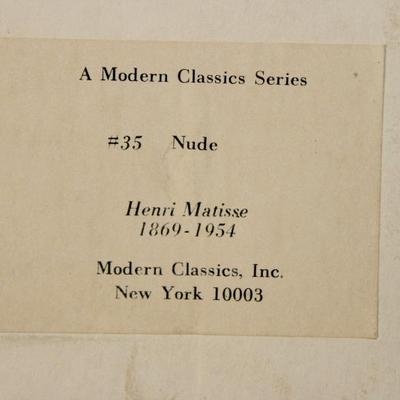 A Modern Classics Series
#35 Nude
Henri Matisse
1869-1954
Modern Classics, Inc.
New York 10003